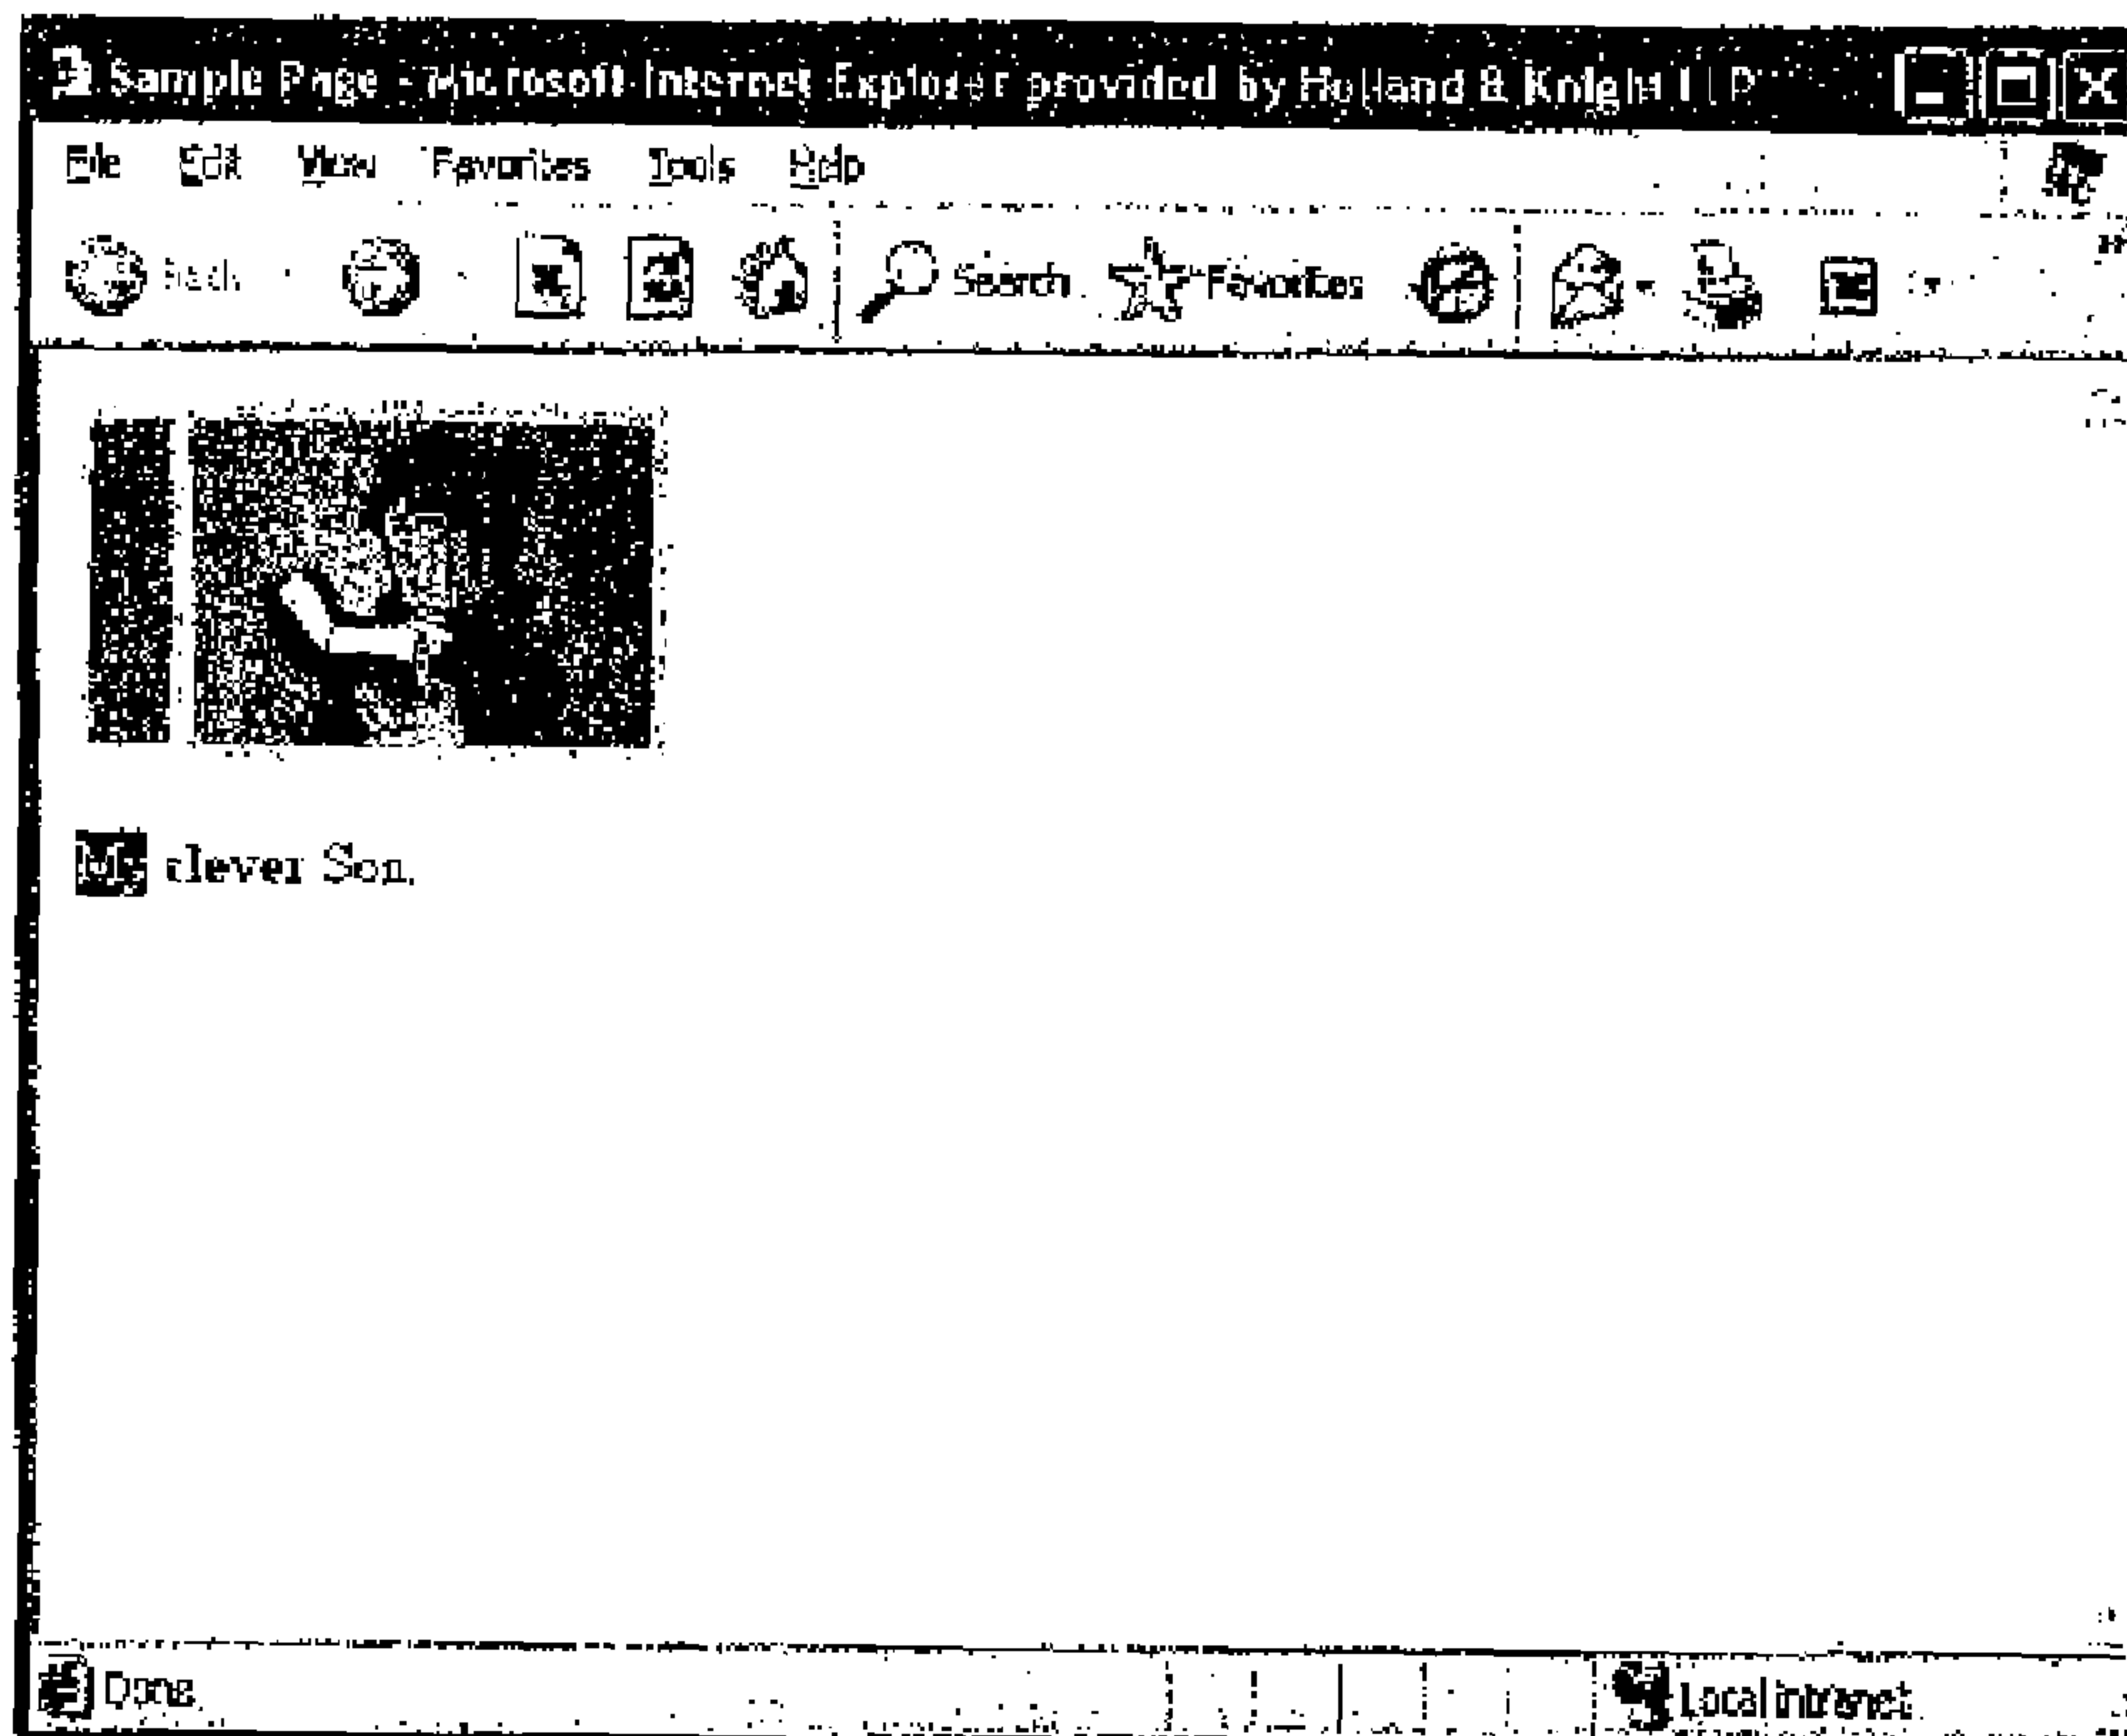 Sample Page - Microsoft Internet Explorer provided by Holland & Knight LLP
File Edit View Favorites Tools Help
Back Search Favorites
clever Son.
Done
Local intranet